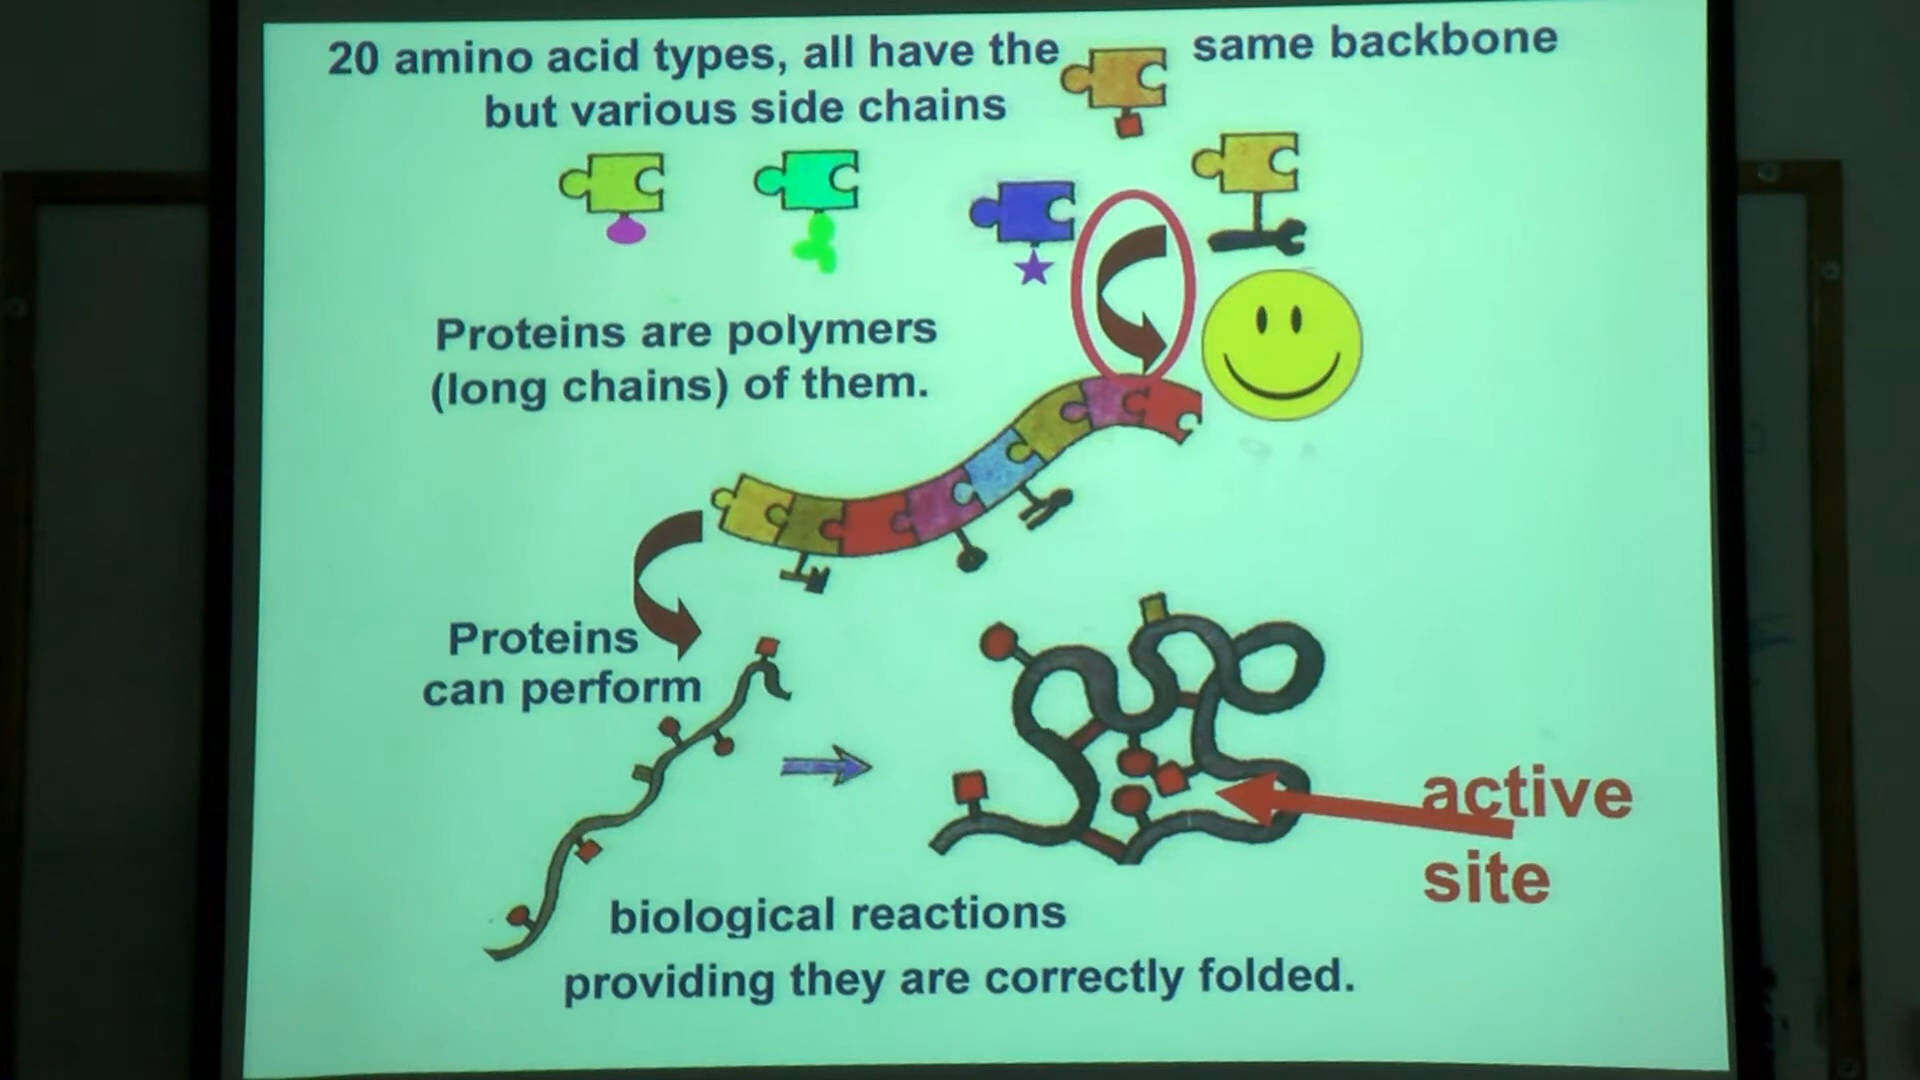 20 amino acid types, all have the same backbone
but various side chains
Proteins are polymers
(long chains) of them.
Proteins
can perform
active
site
biological reactions
providing they are correctly folded.